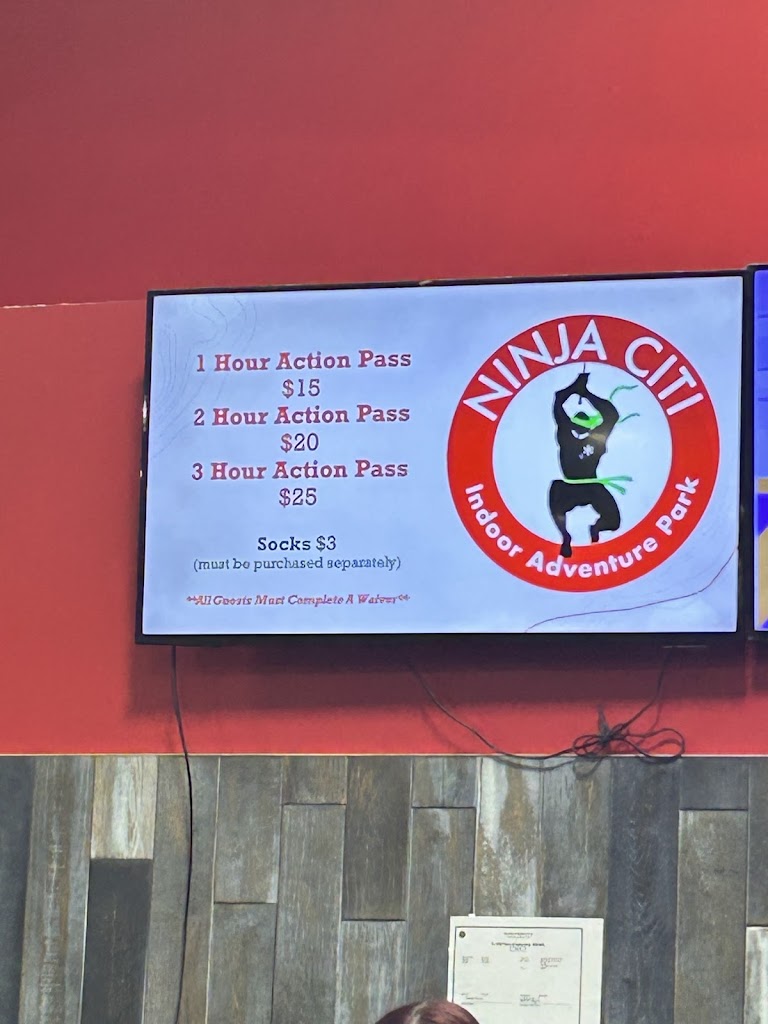 1 Hour Action Pass
$15
2 Hour Action Pass
$20
3 Hour Action Pass
$25
Socks $3
(must be purchased separately)
**All Guests Must Complete A Waiver**
NINJA CITI
Indoor Adventure Park